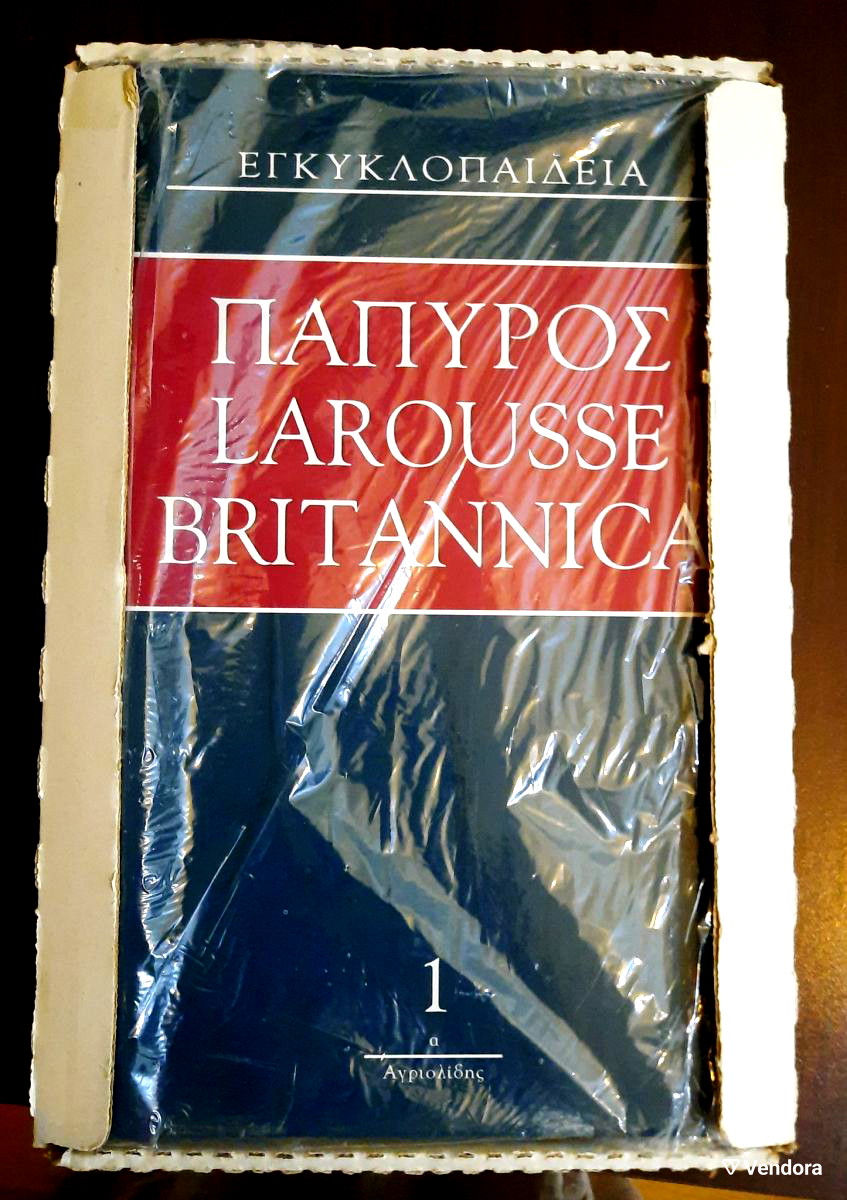 ΕΓΚΥΚΛΟΠΑΙΔΕΙΑ
ΠΑΠΥΡΟΣ
LAROUSSE
BRITANNICA
1
α
Αγριολίδης
Vendora